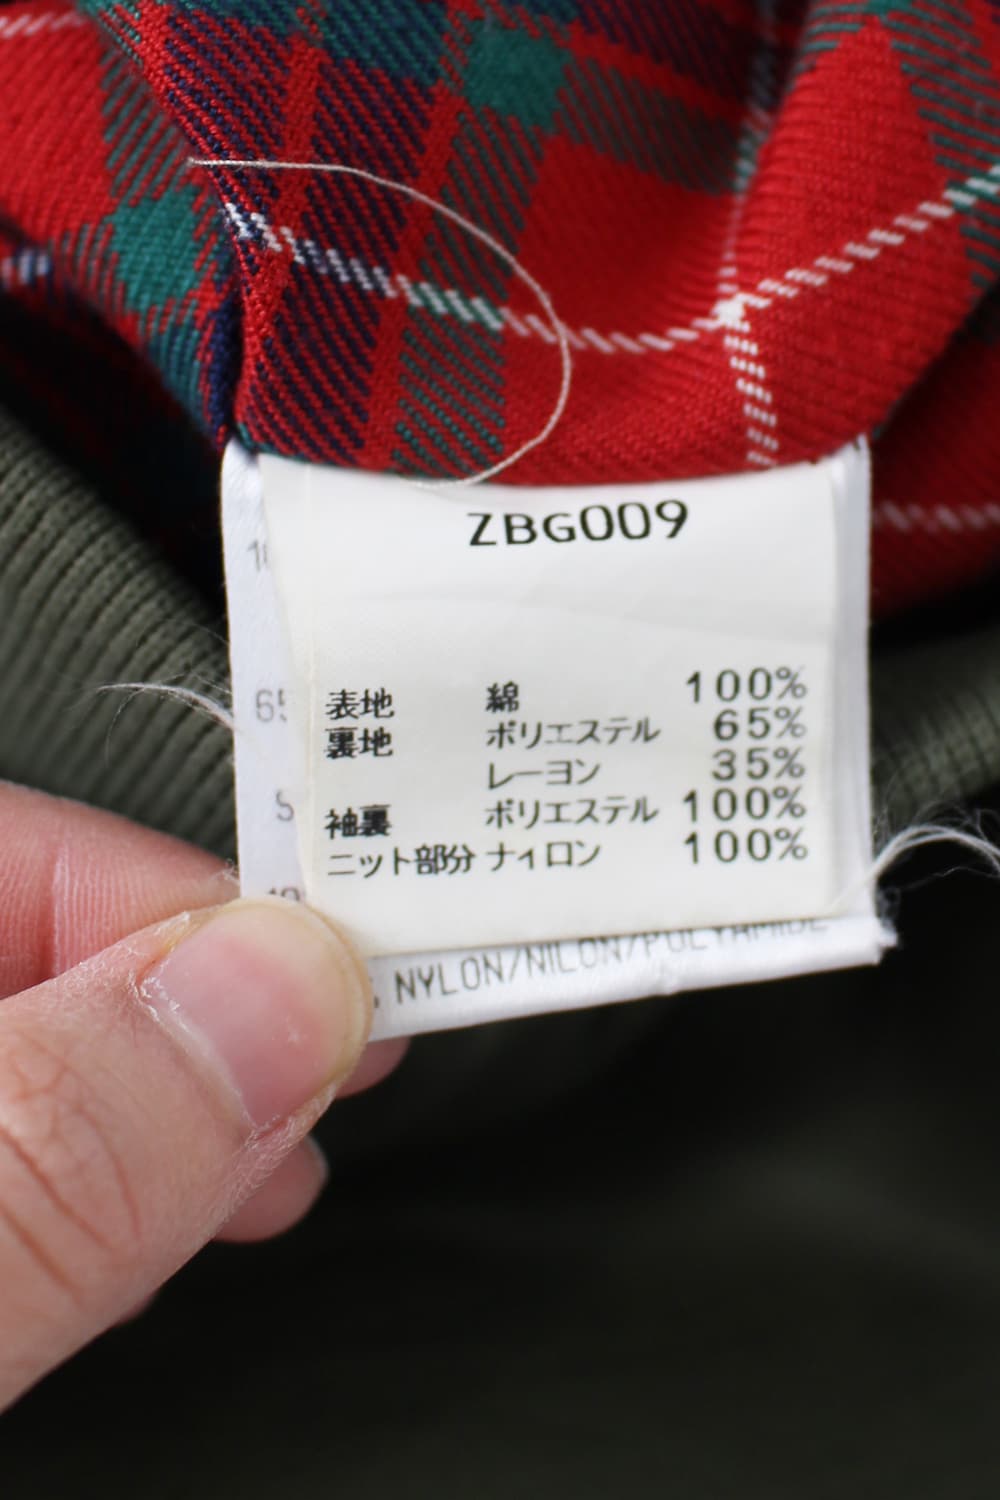 ZBG009
表地 綿 100%
裏地 ポリエステル 65%
レーヨン 35%
袖裏 ポリエステル 100%
ニット部分 ナイロン 100%
NYLON/NILON/POLYAMIDE